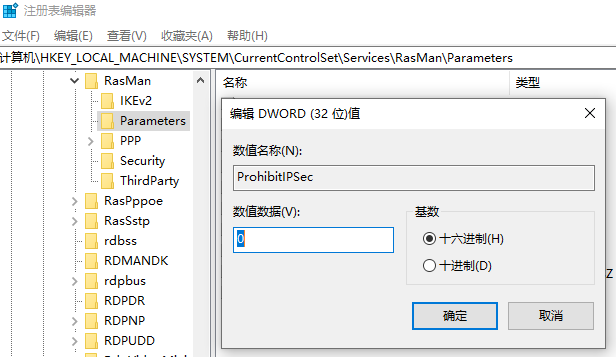 注册表编辑器
文件(F) 编辑(E) 查看(V) 收藏夹(A) 帮助(H)
计算机\HKEY_LOCAL_MACHINE\SYSTEM\CurrentControlSet\Services\RasMan\Parameters
RasMan
IKEv2
Parameters
PPP
Security
ThirdParty
RasPppoe
RasSstp
rdbss
RDMANDK
rdpbus
RDPDR
RDPNP
RDPUDD
名称 类型
编辑 DWORD (32 位)值
数值名称(N):
ProhibitIPSec
数值数据(V):
0
基数
十六进制(H)
十进制(D)
确定 取消
Z